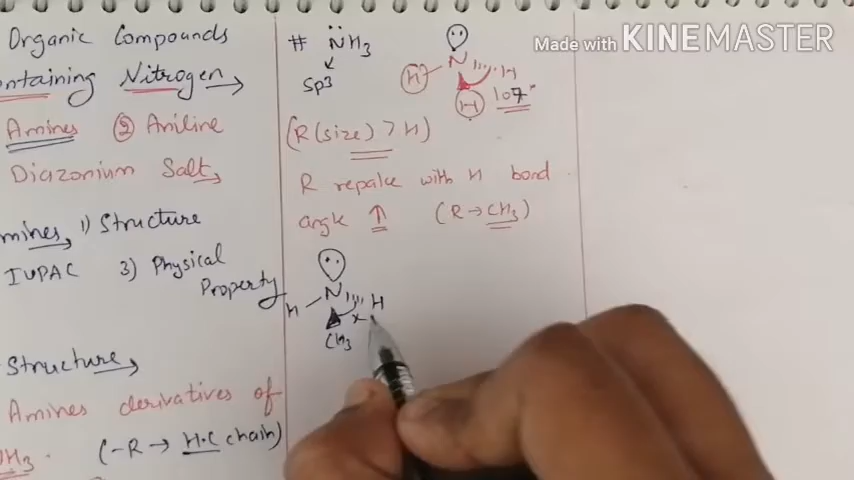 Organic Compounds
ntaining Nitrogen →
Amines ② Aniline
Diazonium Salt
mines, 1) Structure
IUPAC 3) Physical
Property
Structure
Amines derivatives of
H3. (-R → H.C chain)
# NH3
sp3
N
H
H
H 107°
(R(size) > H)
R repalce with H bond
angle ↑ (R → CH3)
N
H
H
x
CH3
Made with KINEMASTER